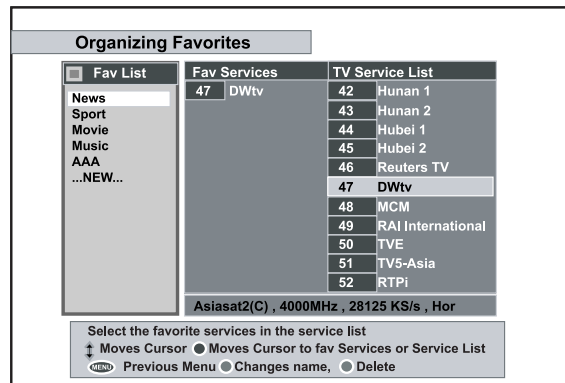 Organizing Favorites
Fav List
News
Sport
Movie
Music
AAA
...NEW...
Fav Services
47 DWtv
TV Service List
42 Hunan 1
43 Hunan 2
44 Hubei 1
45 Hubei 2
46 Reuters TV
47 DWtv
48 MCM
49 RAI International
50 TVE
51 TV5-Asia
52 RTPi
Asiasat2(C) , 4000MHz , 28125 KS/s , Hor
Select the favorite services in the service list
Moves Cursor Moves Cursor to fav Services or Service List
MENU Previous Menu Changes name, Delete